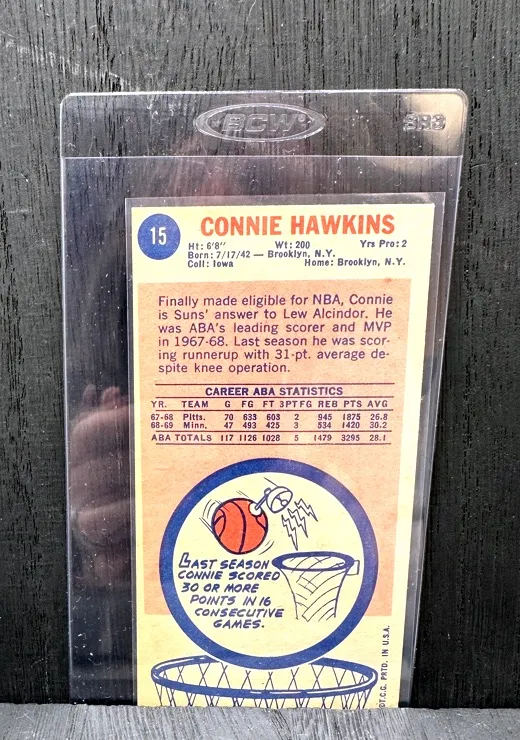 BCW
15
CONNIE HAWKINS
Ht: 6'8" Wt: 200 Yrs Pro: 2
Born: 7/17/42 — Brooklyn, N.Y.
Coll: Iowa Home: Brooklyn, N.Y.
Finally made eligible for NBA, Connie
is Suns' answer to Lew Alcindor. He
was ABA's leading scorer and MVP
in 1967-68. Last season he was scor-
ing runnerup with 31-pt. average de-
spite knee operation.
CAREER ABA STATISTICS
YR. TEAM G FG FT 3PTFG REB PTS AVG
67-68 Pitts. 70 633 603 2 945 1875 26.8
68-69 Minn. 47 493 425 3 534 1420 30.2
ABA TOTALS 117 1126 1028 5 1479 3295 28.1
LAST SEASON
CONNIE SCORED
30 OR MORE
POINTS IN 16
CONSECUTIVE
GAMES.
T.C.G. PRTD. IN U.S.A.